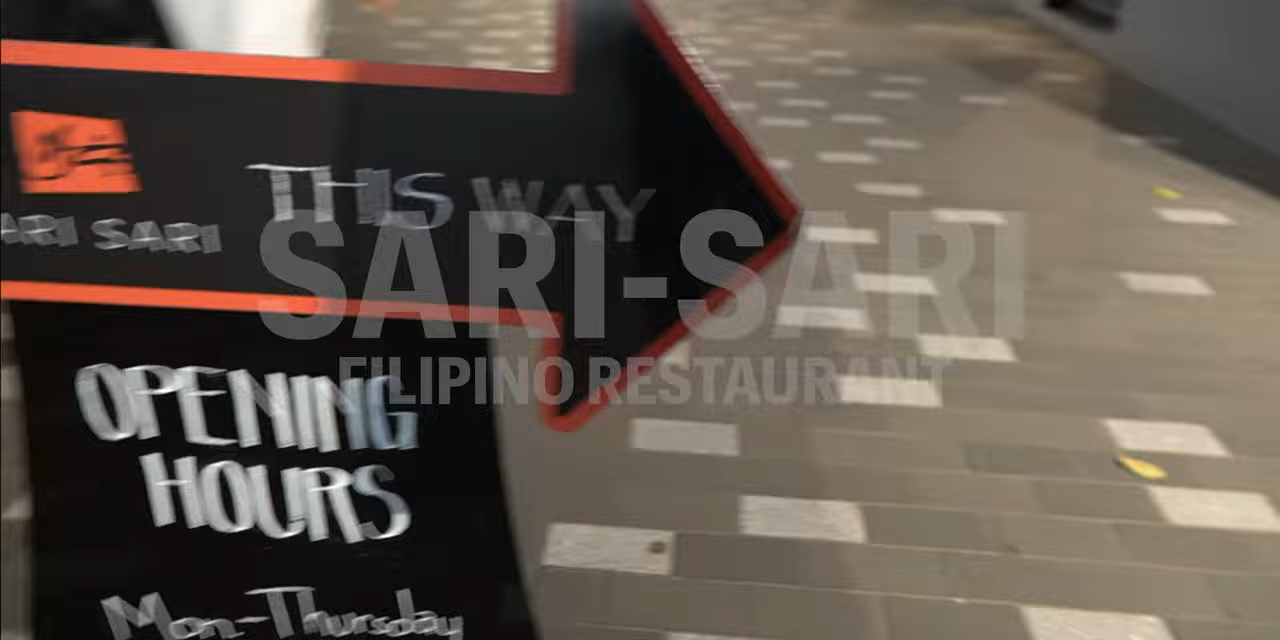 THIS WAY
SARI SARI
SARI-SARI
FILIPINO RESTAURANT
OPENING
HOURS
Mon-Thursday